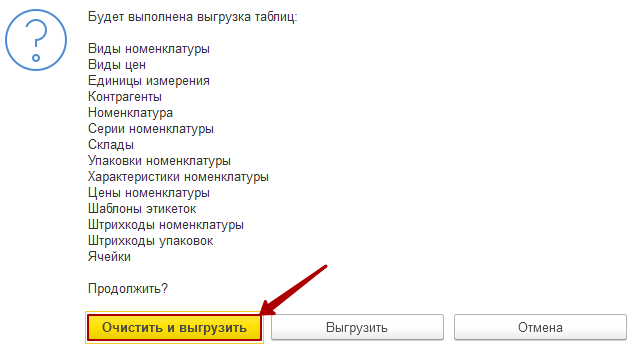 Будет выполнена выгрузка таблиц:
Виды номенклатуры
Виды цен
Единицы измерения
Контрагенты
Номенклатура
Серии номенклатуры
Склады
Упаковки номенклатуры
Характеристики номенклатуры
Цены номенклатуры
Шаблоны этикеток
Штрихкоды номенклатуры
Штрихкоды упаковок
Ячейки
Продолжить?
Очистить и выгрузить
Выгрузить
Отмена